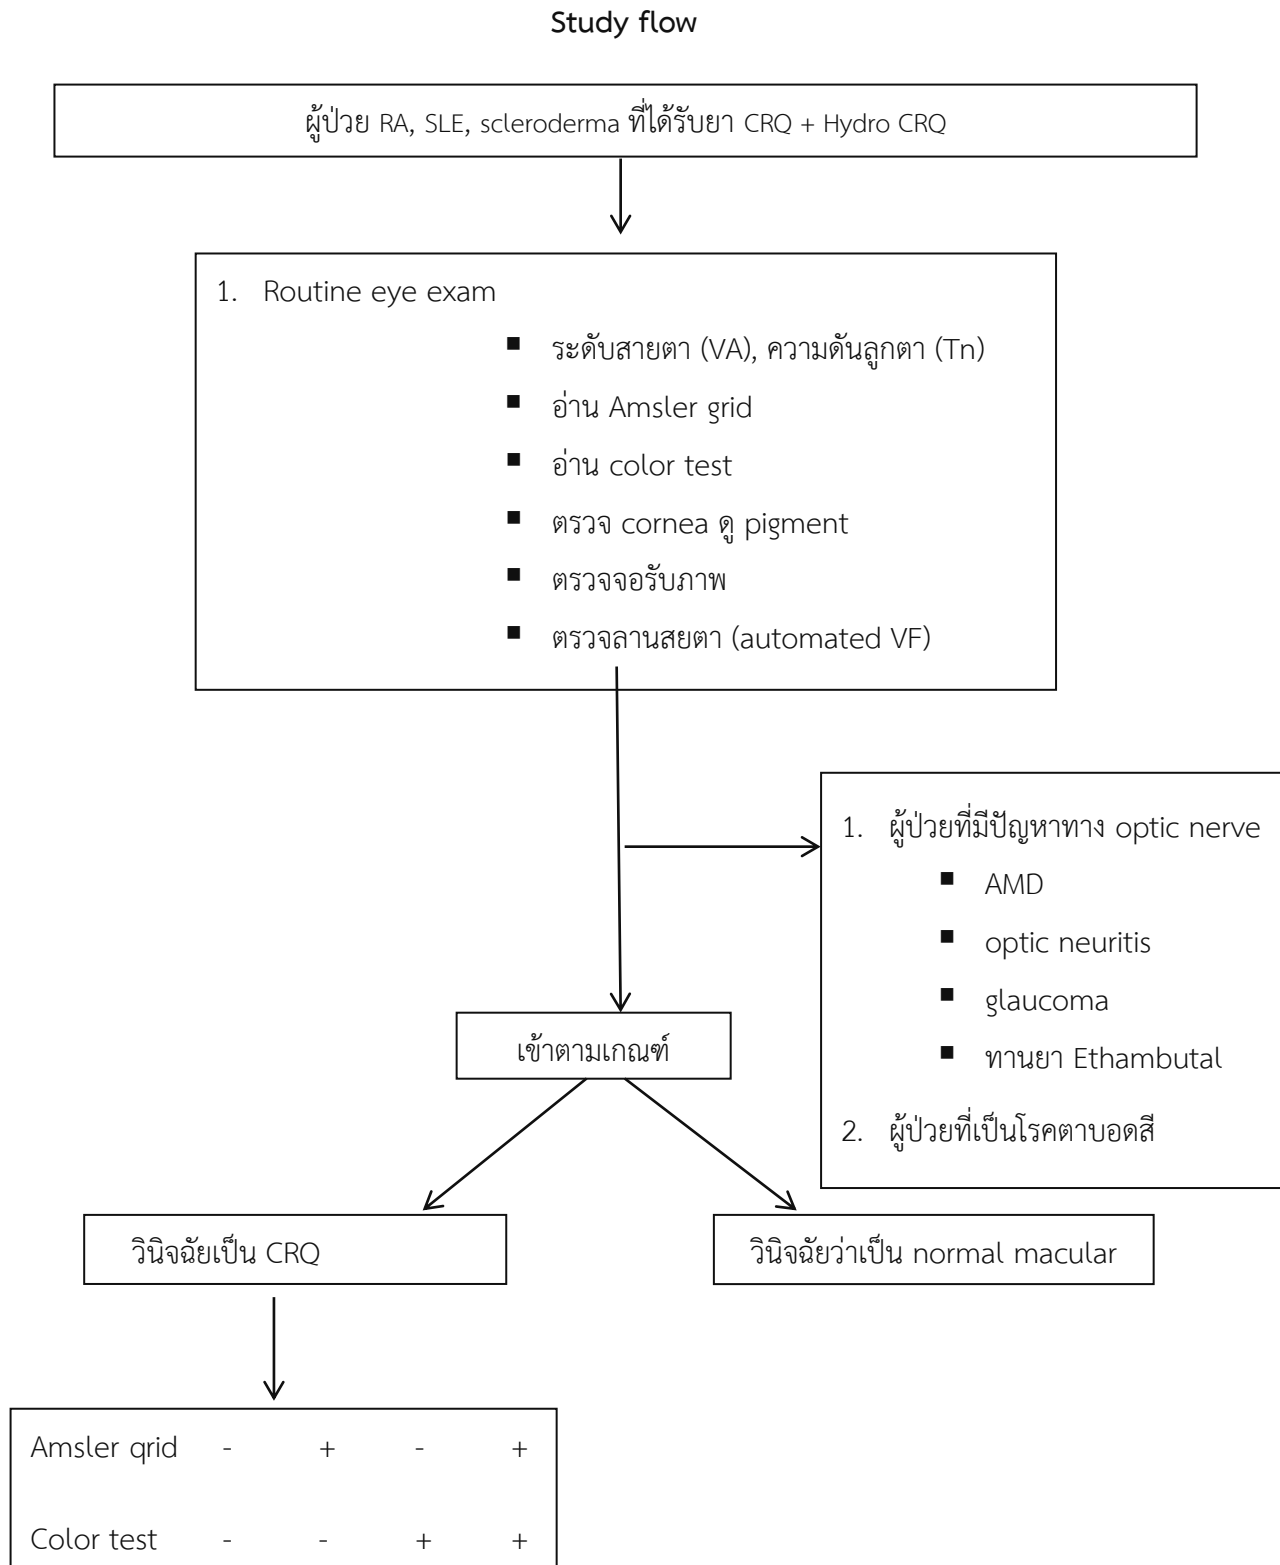 Study flow
ผู้ป่วย RA, SLE, scleroderma ที่ได้รับยา CRQ + Hydro CRQ
1. Routine eye exam
■ ระดับสายตา (VA), ความดันลูกตา (Tn)
■ อ่าน Amsler grid
■ อ่าน color test
■ ตรวจ cornea ดู pigment
■ ตรวจจอรับภาพ
■ ตรวจลานสยตา (automated VF)
1. ผู้ป่วยที่มีปัญหาทาง optic nerve
■ AMD
■ optic neuritis
■ glaucoma
■ ทานยา Ethambutal
2. ผู้ป่วยที่เป็นโรคตาบอดสี
เข้าตามเกณฑ์
วินิจฉัยเป็น CRQ
วินิจฉัยว่าเป็น normal macular
Amsler qrid - + - +
Color test - - + +